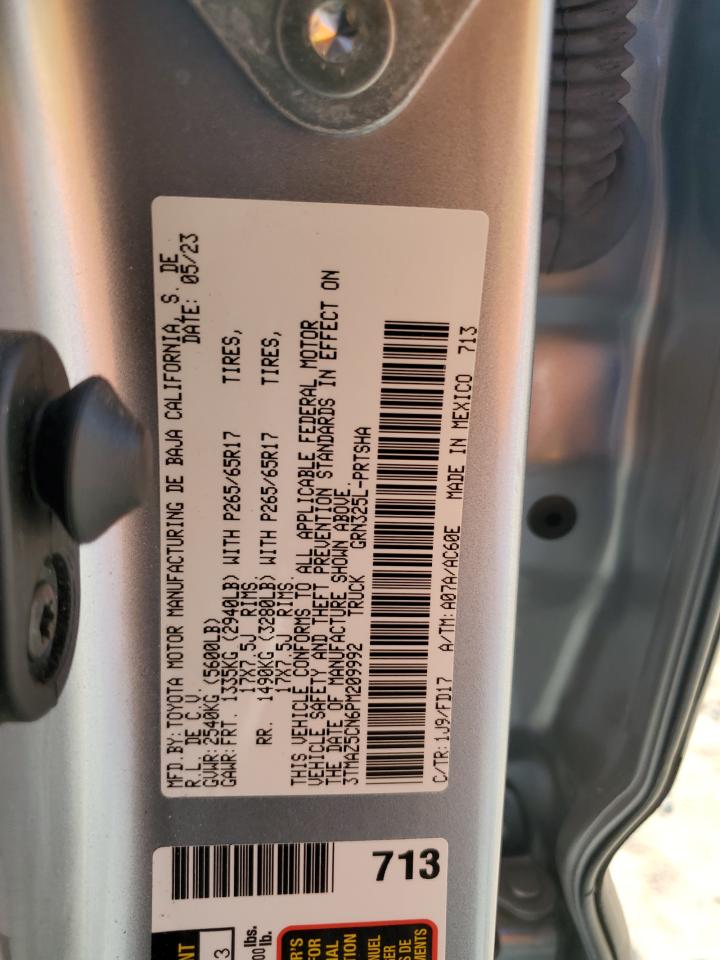 MFD.BY:TOYOTA MOTOR MANUFACTURING DE BAJA CALIFORNIA, S. DE
R.L. DE C.V. DATE: 05/23
GVWR:2540KG (5600LB)
GAWR:FRT. 1335KG (2940LB) WITH P265/65R17 TIRES,
17X7.5J RIMS.
RR. 1490KG (3280LB) WITH P265/65R17 TIRES,
17X7.5J RIMS.
THIS VEHICLE CONFORMS TO ALL APPLICABLE FEDERAL MOTOR
VEHICLE SAFETY AND THEFT PREVENTION STANDARDS IN EFFECT ON
THE DATE OF MANUFACTURE SHOWN ABOVE.
3TMAZ5CN6PM209992 TRUCK GRN325L-PRTSHA
C/TR:1J9/FD17 A/TM:A07A/AC60E MADE IN MEXICO 713
713
lbs.